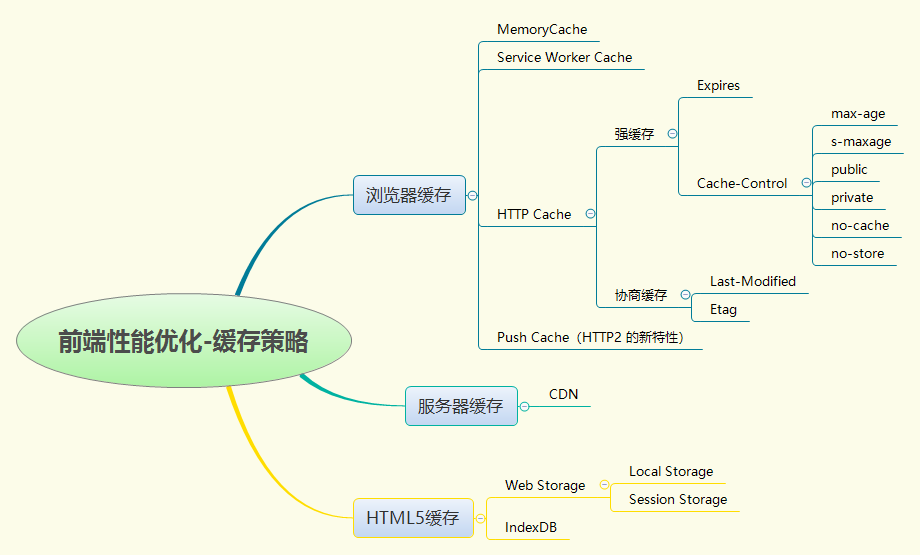 前端性能优化-缓存策略
浏览器缓存
MemoryCache
Service Worker Cache
HTTP Cache
强缓存
Expires
Cache-Control
max-age
s-maxage
public
private
no-cache
no-store
协商缓存
Last-Modified
Etag
Push Cache（HTTP2 的新特性）
服务器缓存
CDN
HTML5缓存
Web Storage
Local Storage
Session Storage
IndexDB